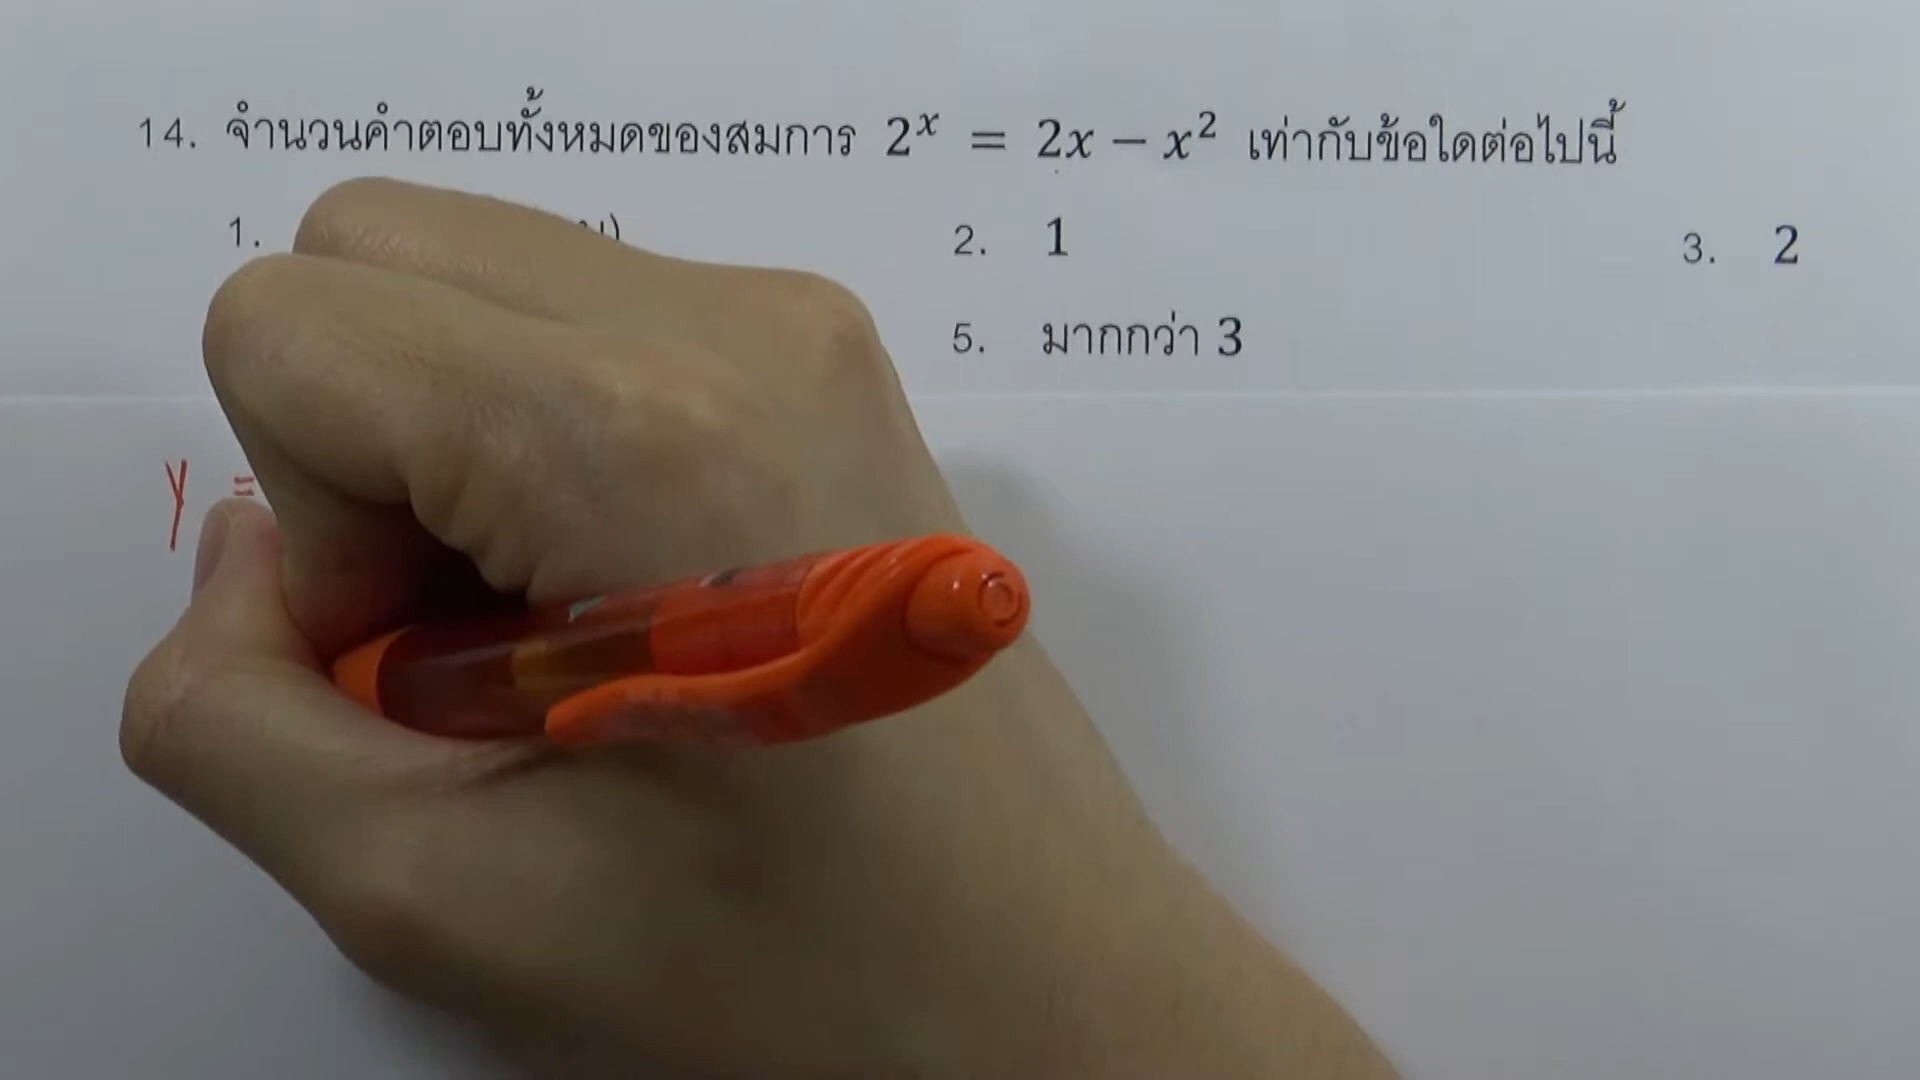 14. จำนวนคำตอบทั้งหมดของสมการ 2ˣ = 2x − x² เท่ากับข้อใดต่อไปนี้
1. 2. 1 3. 2
5. มากกว่า 3
y =